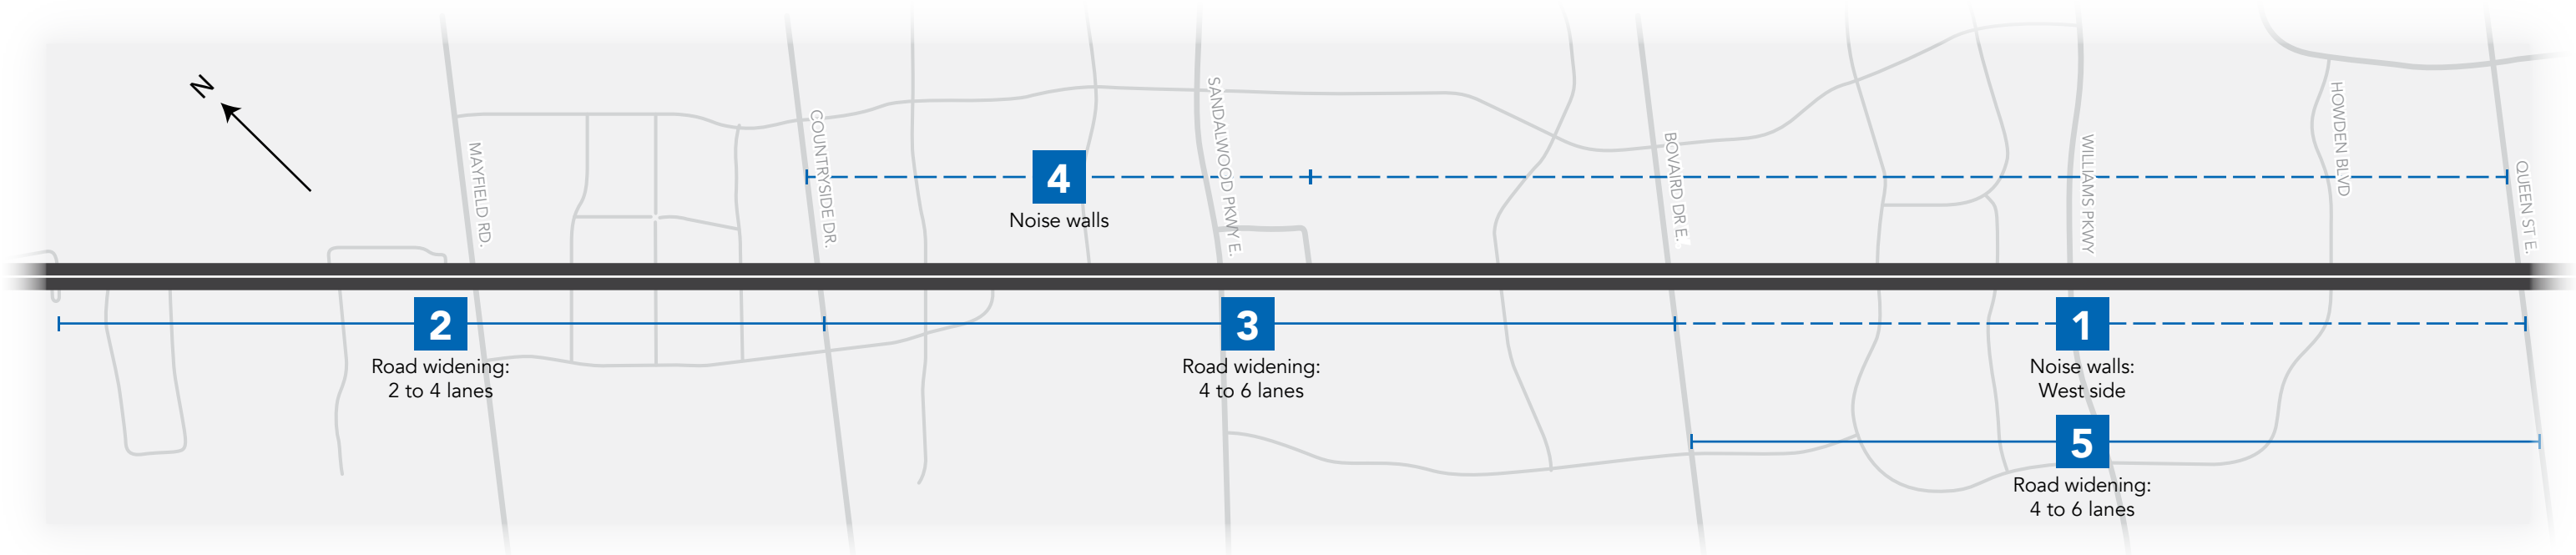 N
MAYFIELD RD.
COUNTRYSIDE DR.
SANDALWOOD PKWY E.
BOVAIRD DR E.
WILLIAMS PKWY
HOWDEN BLVD
QUEEN ST E.
4
Noise walls
2
Road widening:
2 to 4 lanes
3
Road widening:
4 to 6 lanes
1
Noise walls:
West side
5
Road widening:
4 to 6 lanes